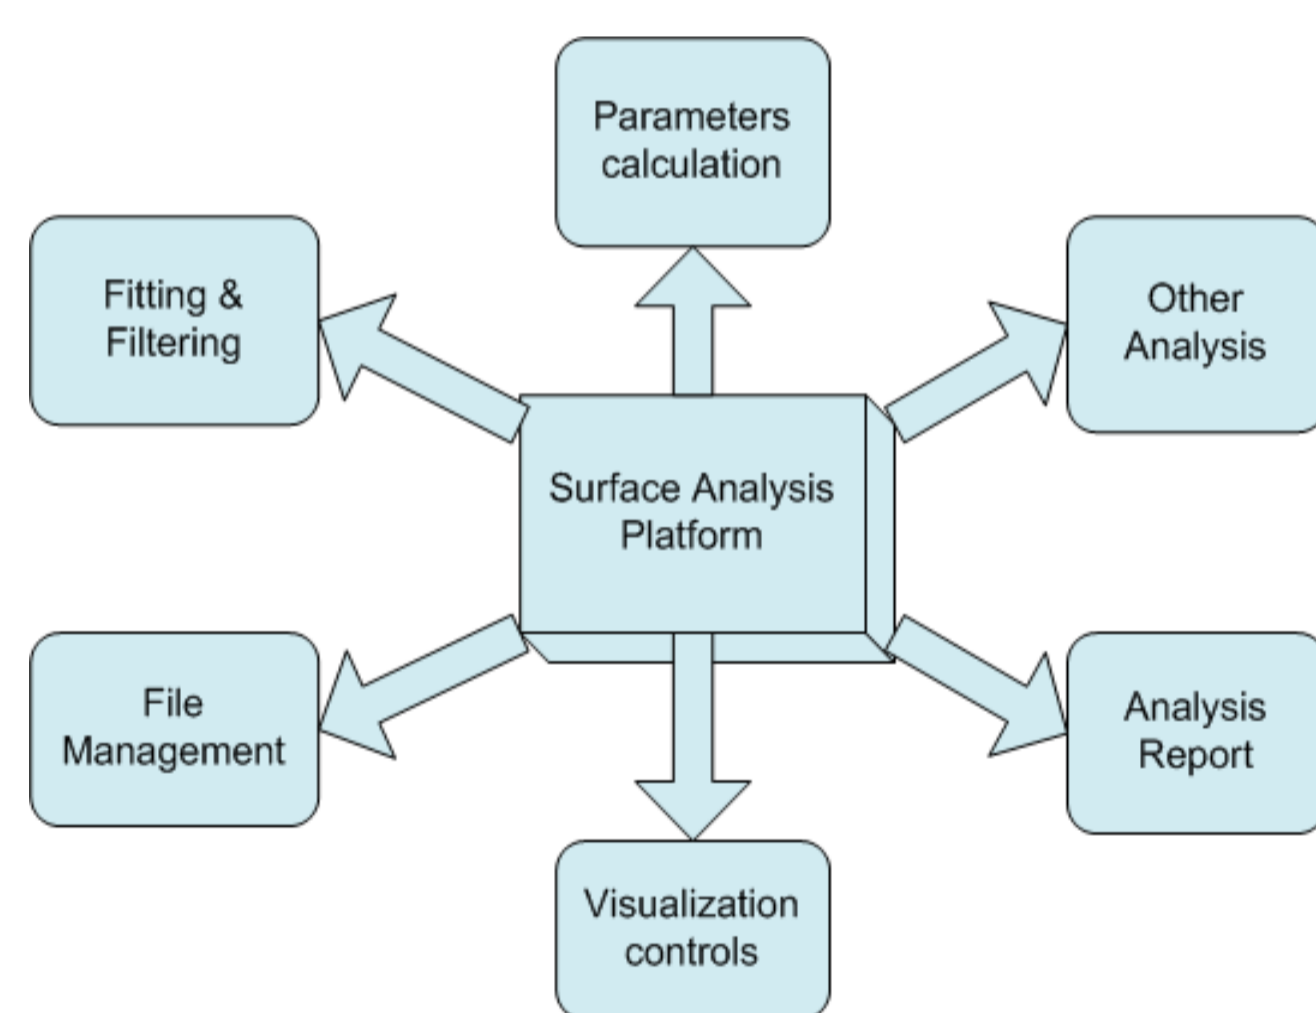 Parameters
calculation
Fitting &
Filtering
Other
Analysis
Surface Analysis
Platform
File
Management
Analysis
Report
Visualization
controls